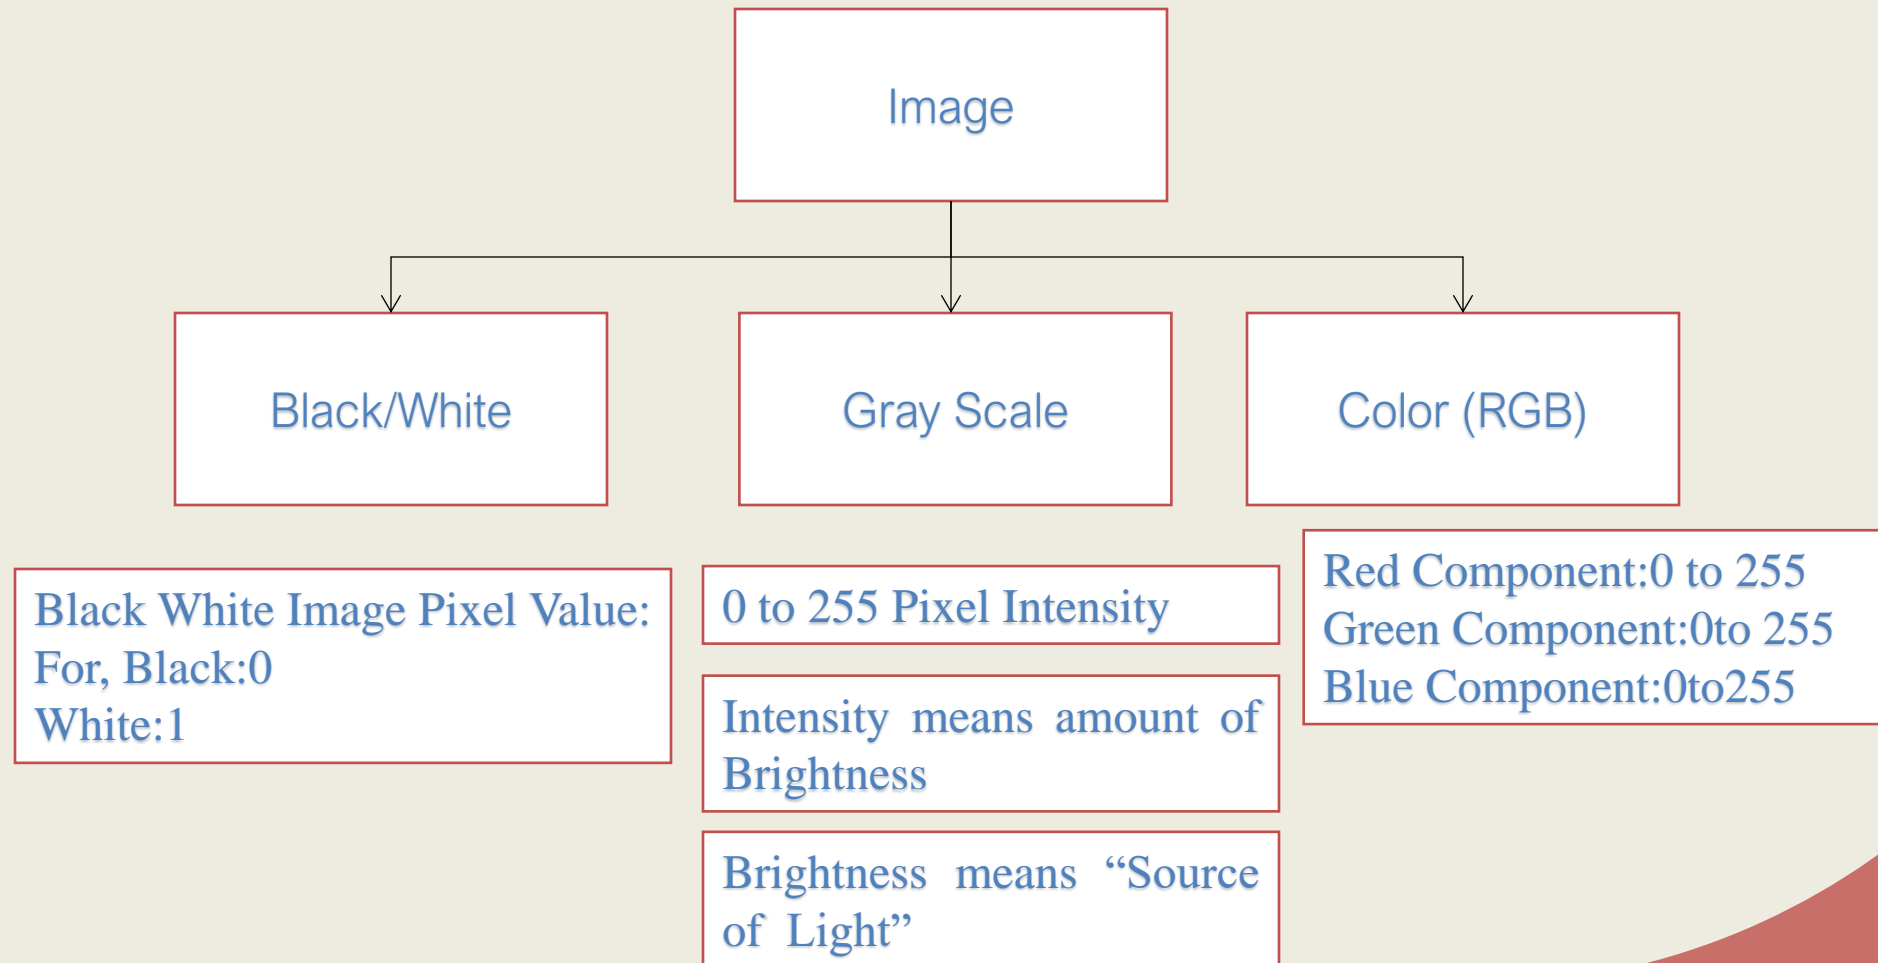 Image
Black/White
Gray Scale
Color (RGB)
Black White Image Pixel Value:
For, Black:0
White:1
0 to 255 Pixel Intensity
Intensity means amount of
Brightness
Brightness means “Source
of Light”
Red Component:0 to 255
Green Component:0to 255
Blue Component:0to255